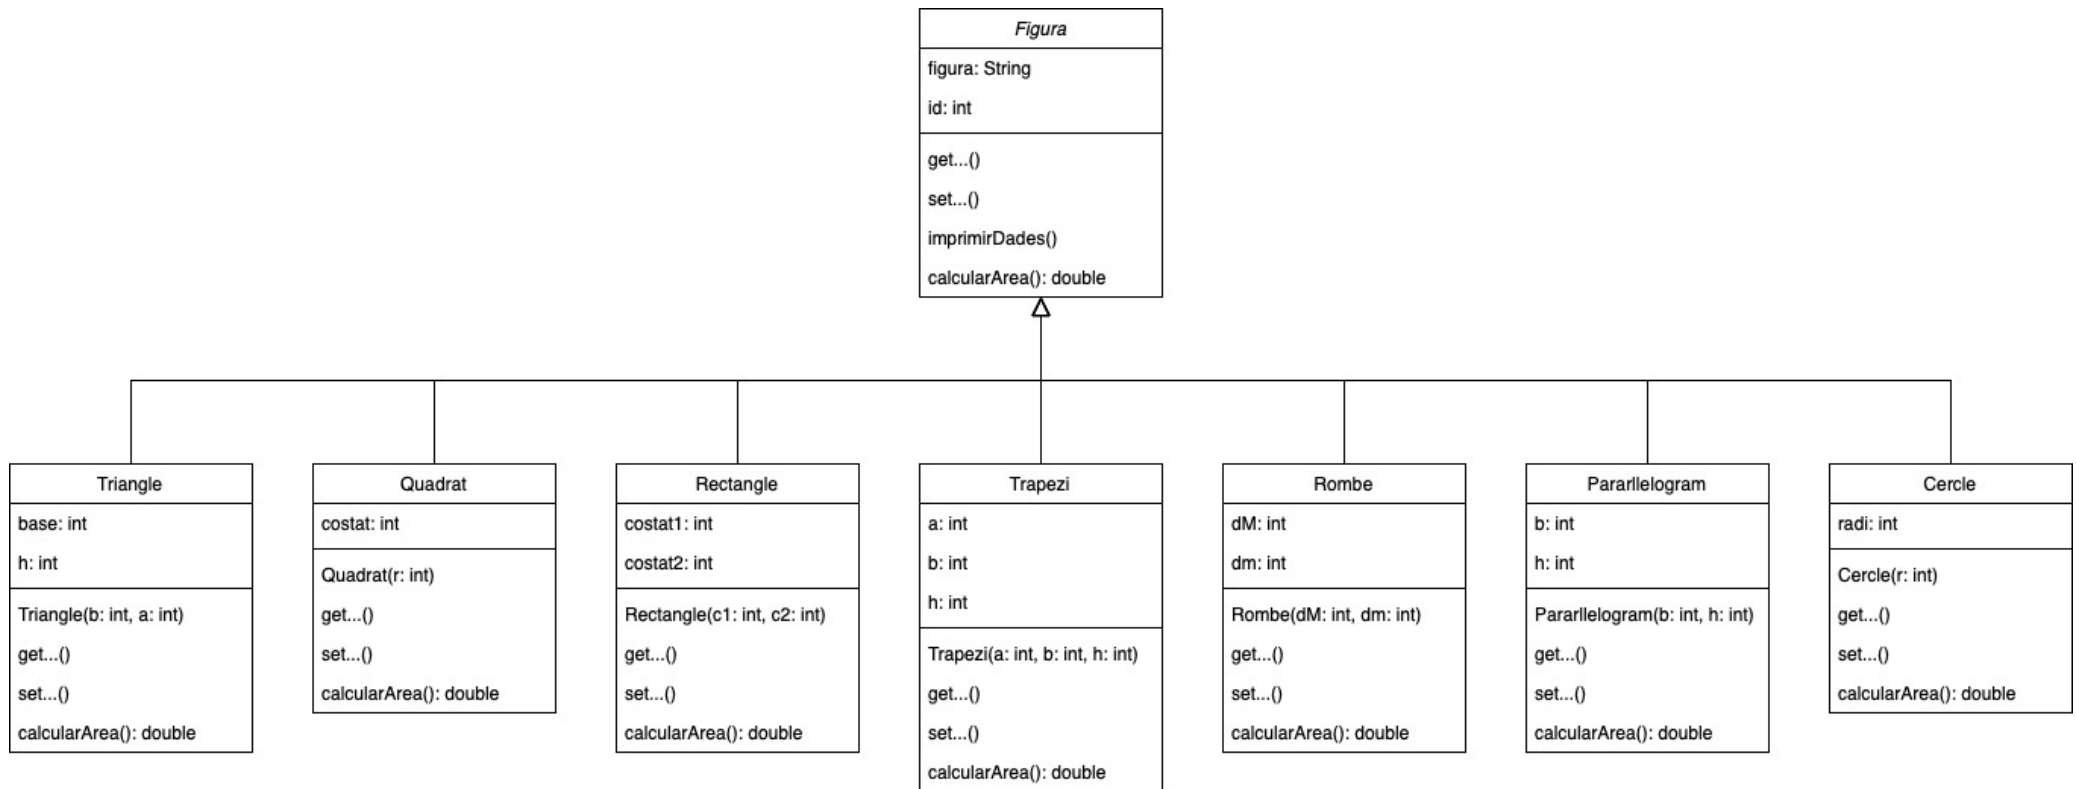 Figura
figura: String
id: int
get...()
set...()
imprimirDades()
calcularArea(): double
Triangle
base: int
h: int
Triangle(b: int, a: int)
get...()
set...()
calcularArea(): double
Quadrat
costat: int
Quadrat(r: int)
get...()
set...()
calcularArea(): double
Rectangle
costat1: int
costat2: int
Rectangle(c1: int, c2: int)
get...()
set...()
calcularArea(): double
Trapezi
a: int
b: int
h: int
Trapezi(a: int, b: int, h: int)
get...()
set...()
calcularArea(): double
Rombe
dM: int
dm: int
Rombe(dM: int, dm: int)
get...()
set...()
calcularArea(): double
Pararllelogram
b: int
h: int
Pararllelogram(b: int, h: int)
get...()
set...()
calcularArea(): double
Cercle
radi: int
Cercle(r: int)
get...()
set...()
calcularArea(): double